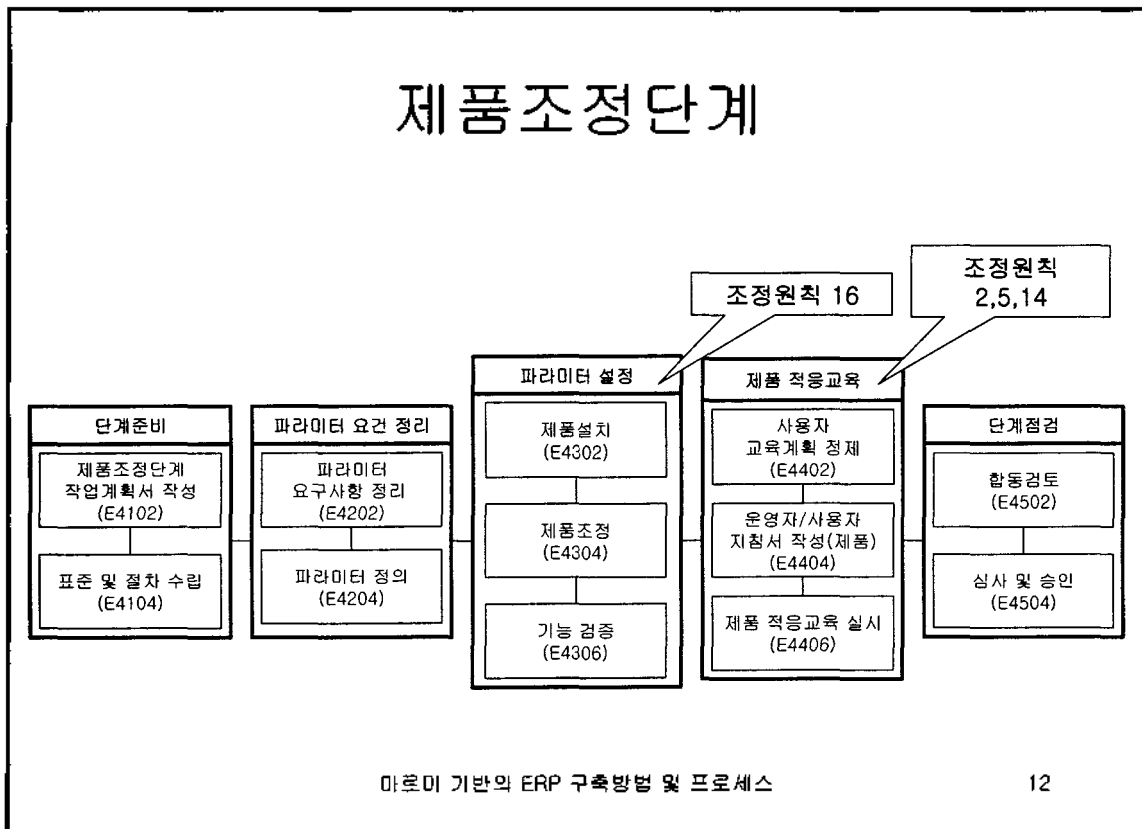 제품조정단계
조정원칙 16
조정원칙
2,5,14
단계준비
제품조정단계
작업계획서 작성
(E4102)
표준 및 절차 수립
(E4104)
파라미터 요건 정리
파라미터
요구사항 정리
(E4202)
파라미터 정의
(E4204)
파라미터 설정
제품설치
(E4302)
제품조정
(E4304)
기능 검증
(E4306)
제품 적응교육
사용자
교육계획 정제
(E4402)
운영자/사용자
지침서 작성(제품)
(E4404)
제품 적응교육 실시
(E4406)
단계점검
합동검토
(E4502)
심사 및 승인
(E4504)
마르미 기반의 ERP 구축방법 및 프로세스
12